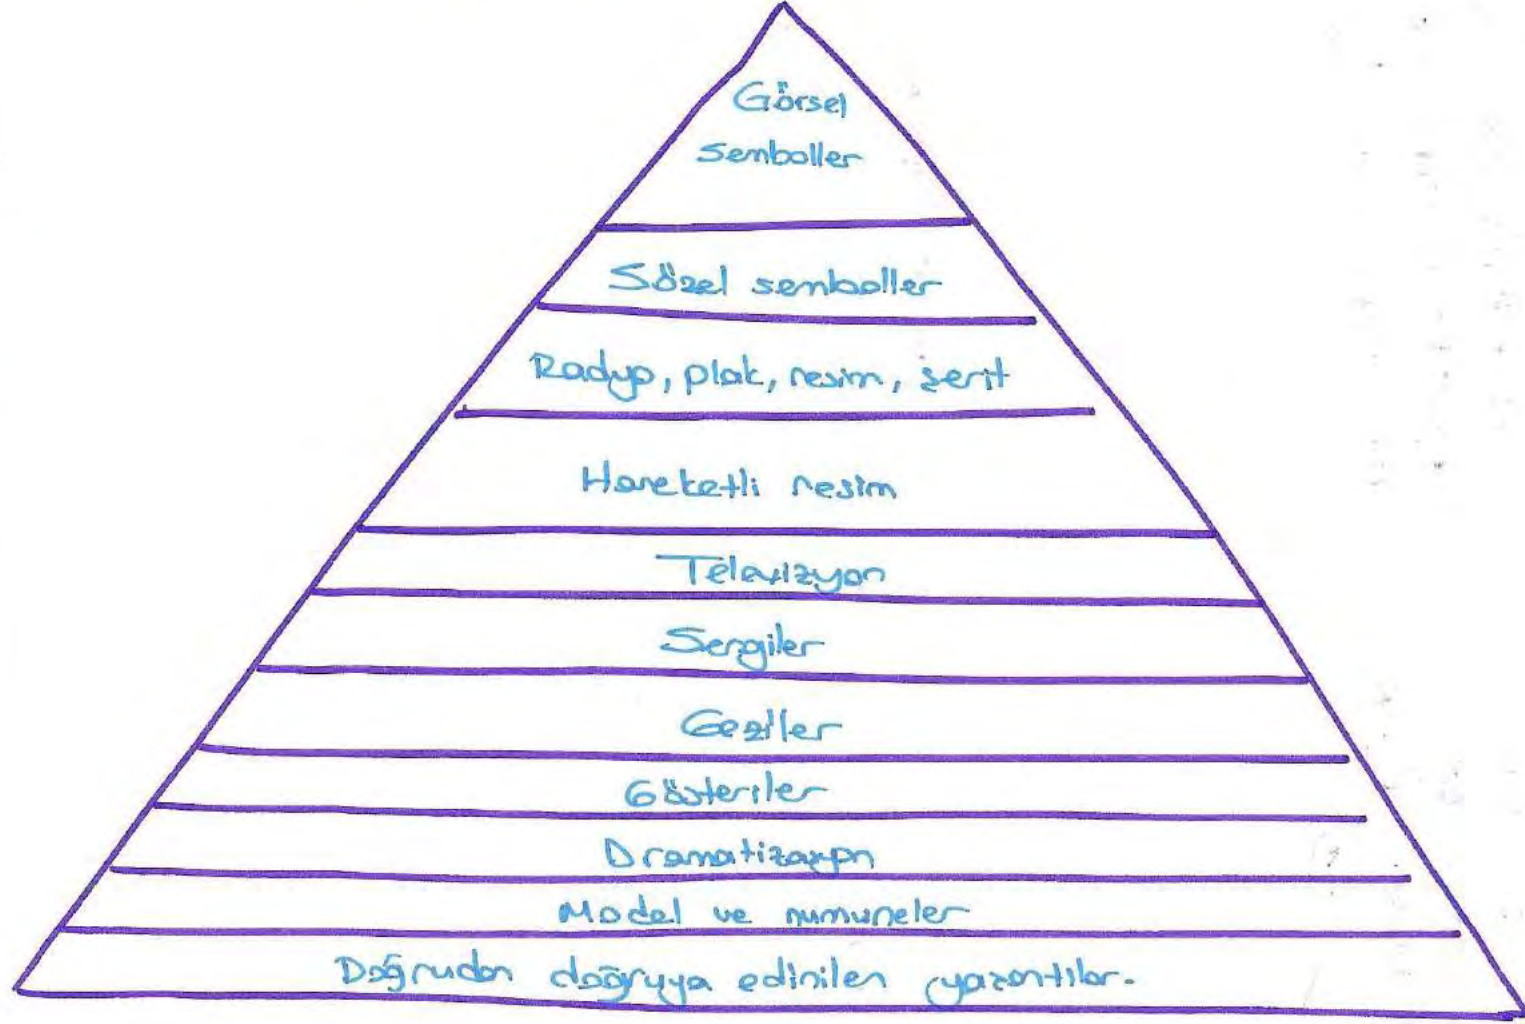 Görsel
semboller
Sözel semboller
Radyo, plak, resim, şerit
Hareketli resim
Televizyon
Sergiler
Geziler
Gösteriler
Dramatizasyon
Model ve numuneler
Doğrudan doğruya edinilen yaşantılar.